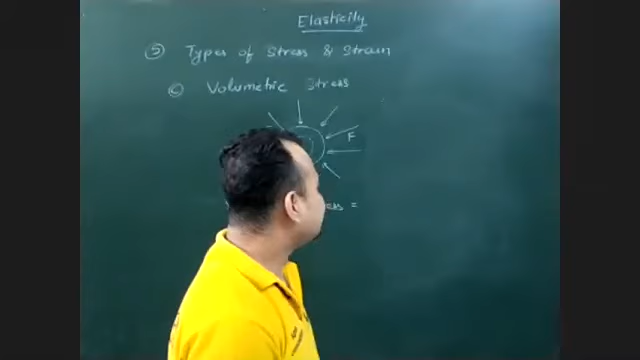 Elasticity
(5) Types of Stress & Strain
(c) Volumetric Stress
F
=